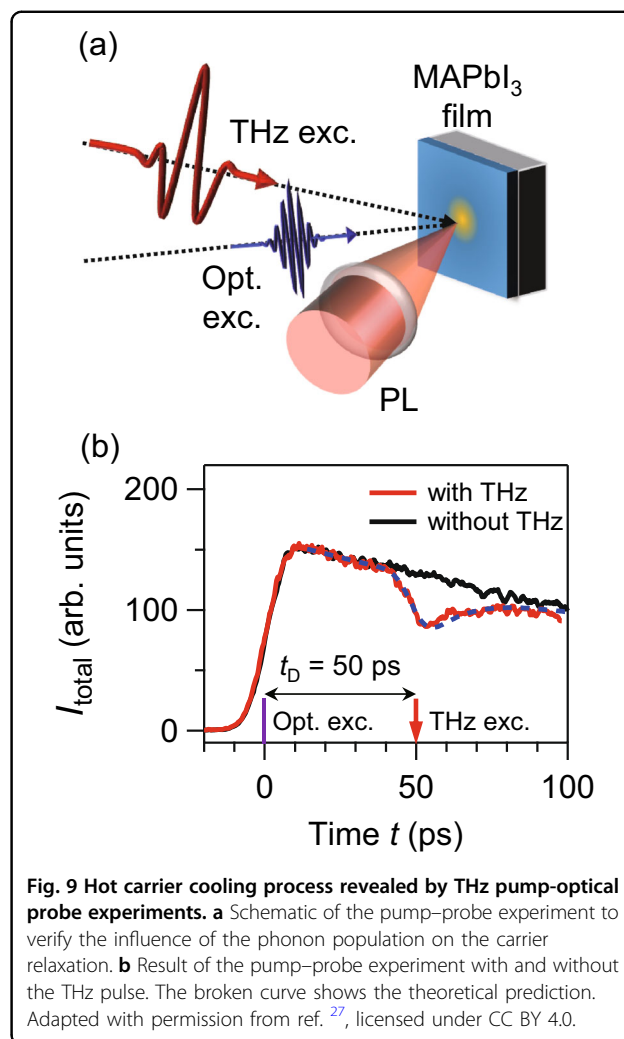 (a)
MAPbI₃
film
THz exc.
Opt.
exc.
PL
(b)
200
100
0
I_total (arb. units)
with THz
without THz
t_D = 50 ps
Opt. exc.
THz exc.
0
50
100
Time t (ps)
Fig. 9 Hot carrier cooling process revealed by THz pump-optical
probe experiments. a Schematic of the pump–probe experiment to
verify the influence of the phonon population on the carrier
relaxation. b Result of the pump–probe experiment with and without
the THz pulse. The broken curve shows the theoretical prediction.
Adapted with permission from ref. ²⁷, licensed under CC BY 4.0.